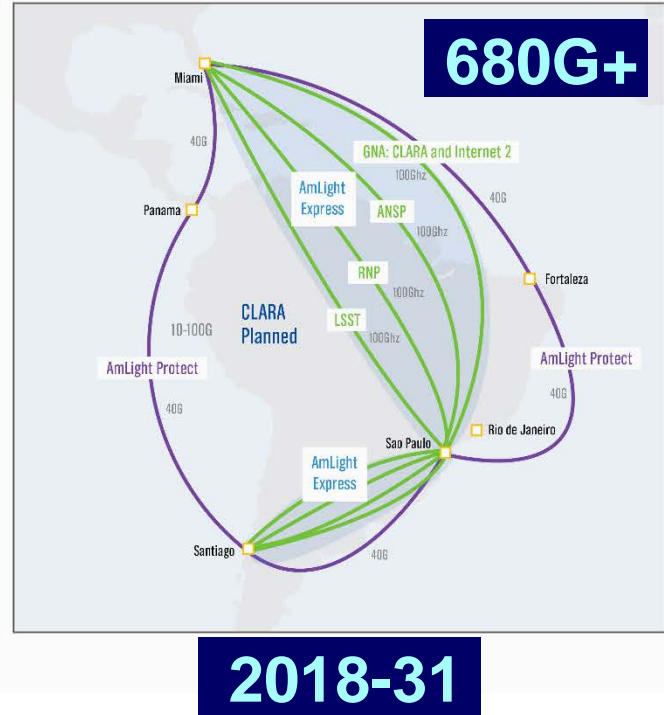 680G+
Miami
40G
GNA: CLARA and Internet 2
100Ghz
40G
AmLight
Express
ANSP
100Ghz
Panama
RNP
100Ghz
Fortaleza
LSST
100Ghz
CLARA
Planned
10-100G
AmLight Protect
AmLight Protect
40G
40G
Rio de Janeiro
Sao Paulo
AmLight
Express
Santiago
40G
2018-31